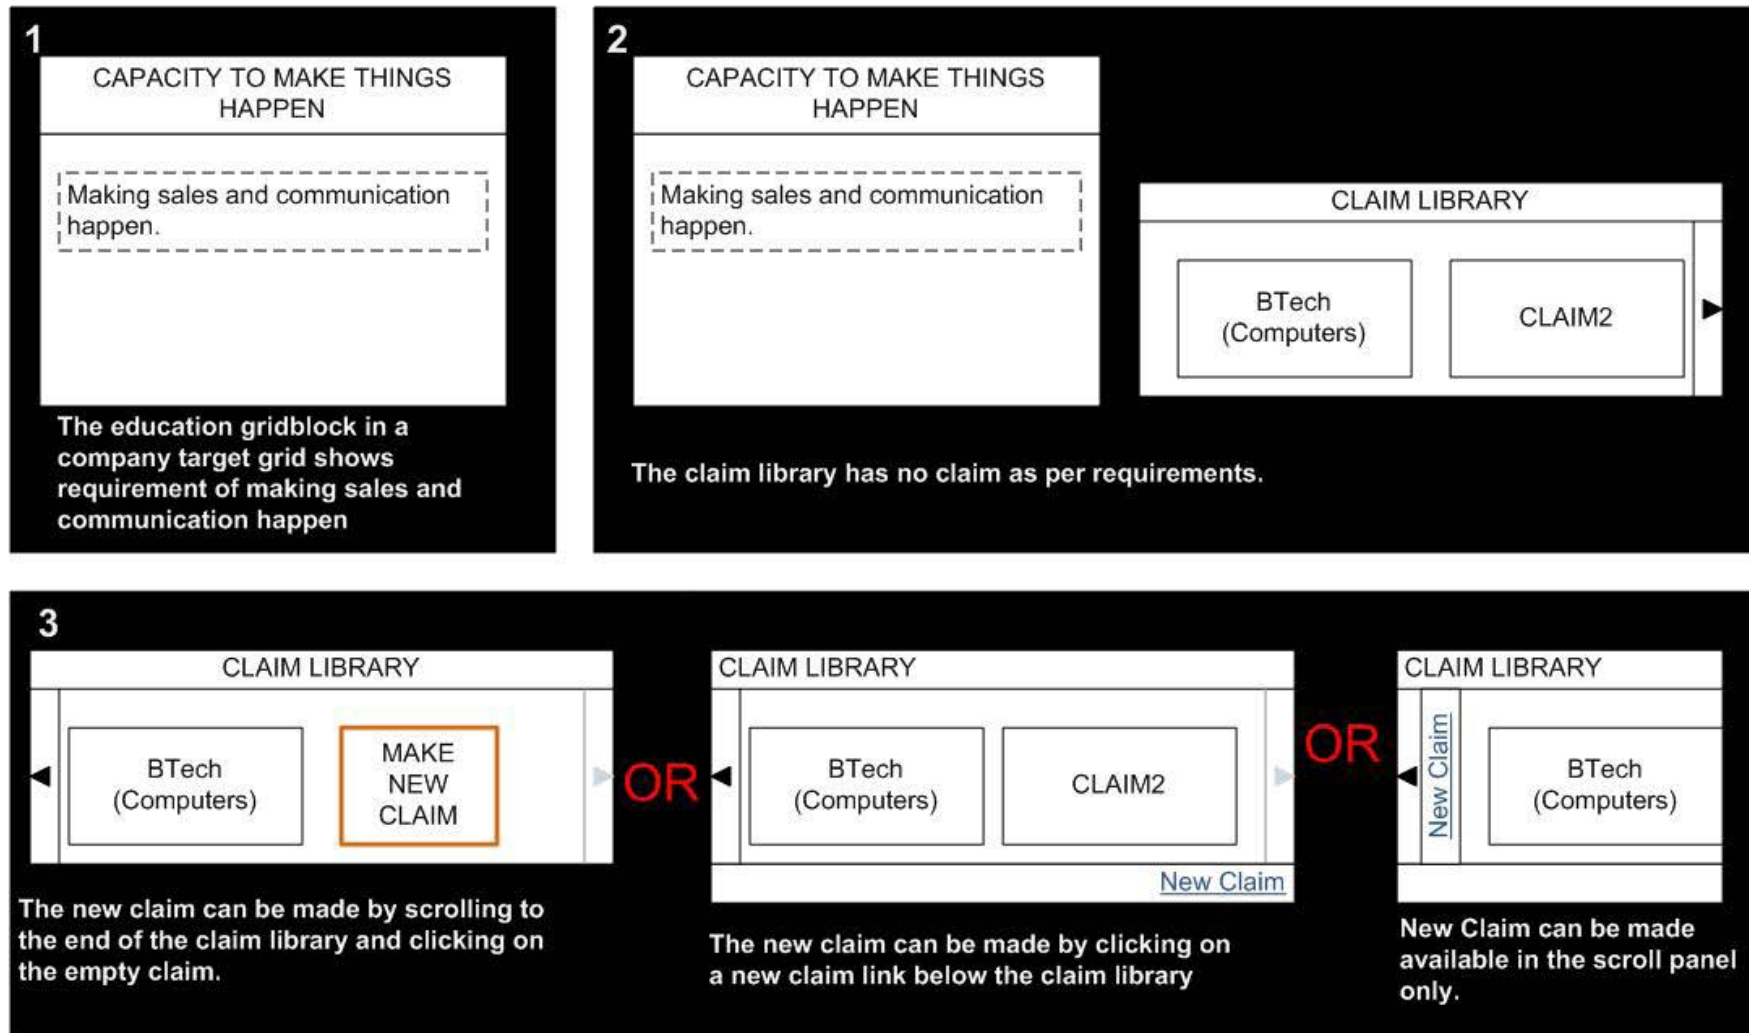 1
CAPACITY TO MAKE THINGS
HAPPEN
Making sales and communication
happen.
The education gridblock in a
company target grid shows
requirement of making sales and
communication happen
2
CAPACITY TO MAKE THINGS
HAPPEN
Making sales and communication
happen.
CLAIM LIBRARY
BTech
(Computers)
CLAIM2
The claim library has no claim as per requirements.
3
CLAIM LIBRARY
BTech
(Computers)
MAKE
NEW
CLAIM
The new claim can be made by scrolling to
the end of the claim library and clicking on
the empty claim.
OR
CLAIM LIBRARY
BTech
(Computers)
CLAIM2
New Claim
The new claim can be made by clicking on
a new claim link below the claim library
OR
CLAIM LIBRARY
New Claim
BTech
(Computers)
New Claim can be made
available in the scroll panel
only.